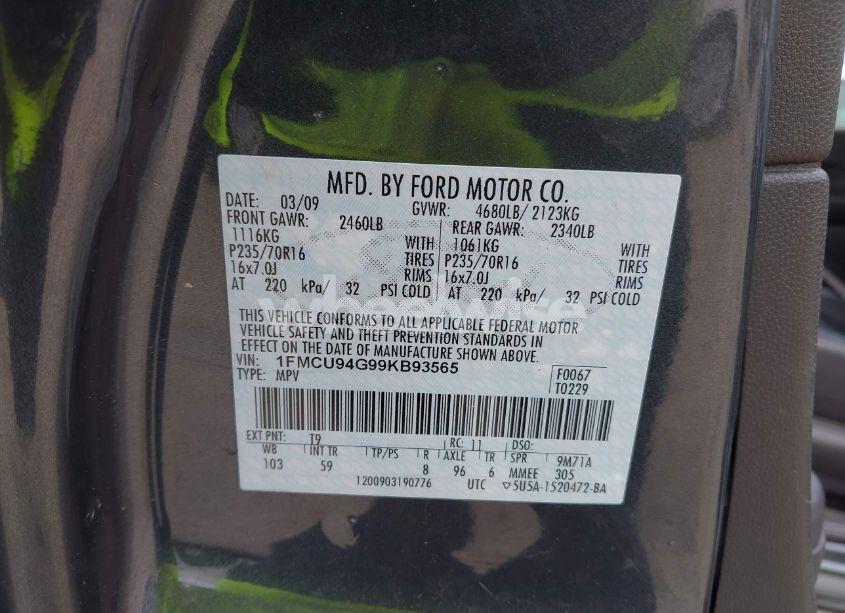 MFD. BY FORD MOTOR CO.
DATE: 03/09 GVWR: 4680LB/ 2123KG
FRONT GAWR: 2460LB REAR GAWR: 2340LB
1116KG WITH 1061KG WITH
P235/70R16 TIRES P235/70R16 TIRES
16x7.0J RIMS 16x7.0J RIMS
AT 220 kPa/ 32 PSI COLD AT 220 kPa/ 32 PSI COLD
wheelwise
THIS VEHICLE CONFORMS TO ALL APPLICABLE FEDERAL MOTOR
VEHICLE SAFETY AND THEFT PREVENTION STANDARDS IN
EFFECT ON THE DATE OF MANUFACTURE SHOWN ABOVE.
VIN: 1FMCU94G99KB93565 F0067
TYPE: MPV T0229
EXT PNT: T9 RC: 11 DSO:
WB INT TR TP/PS R AXLE TR SPR 9M71A
103 59 8 96 6 MMEE 305
1200903190776 UTC ▽5U5A-1520472-BA